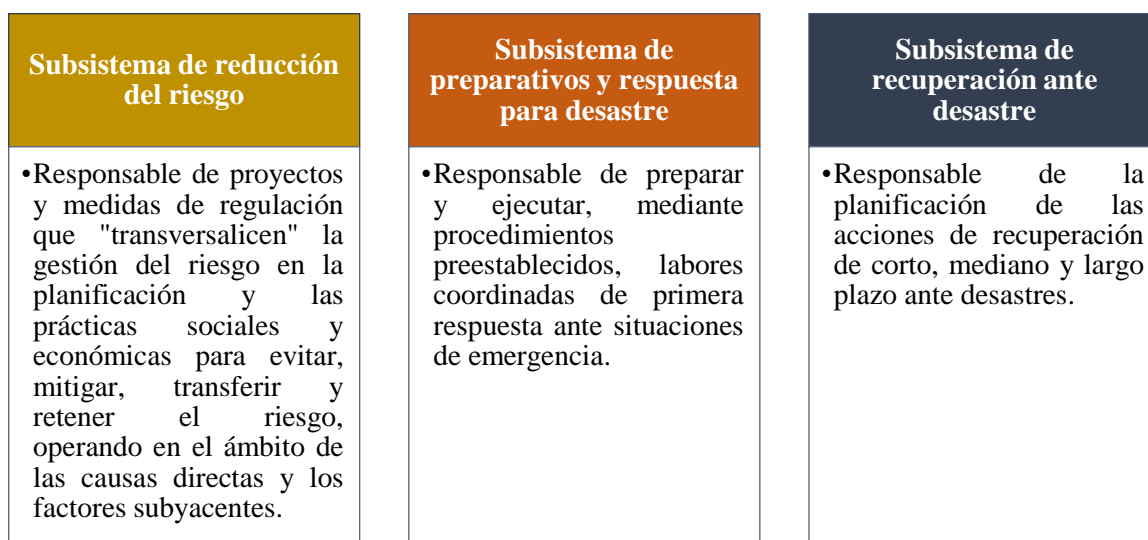 Subsistema de reducción
del riesgo
•Responsable de proyectos
y medidas de regulación
que "transversalicen" la
gestión del riesgo en la
planificación y las
prácticas sociales y
económicas para evitar,
mitigar, transferir y
retener el riesgo,
operando en el ámbito de
las causas directas y los
factores subyacentes.
Subsistema de
preparativos y respuesta
para desastre
•Responsable de preparar
y ejecutar, mediante
procedimientos
preestablecidos, labores
coordinadas de primera
respuesta ante situaciones
de emergencia.
Subsistema de
recuperación ante
desastre
•Responsable de la
planificación de las
acciones de recuperación
de corto, mediano y largo
plazo ante desastres.